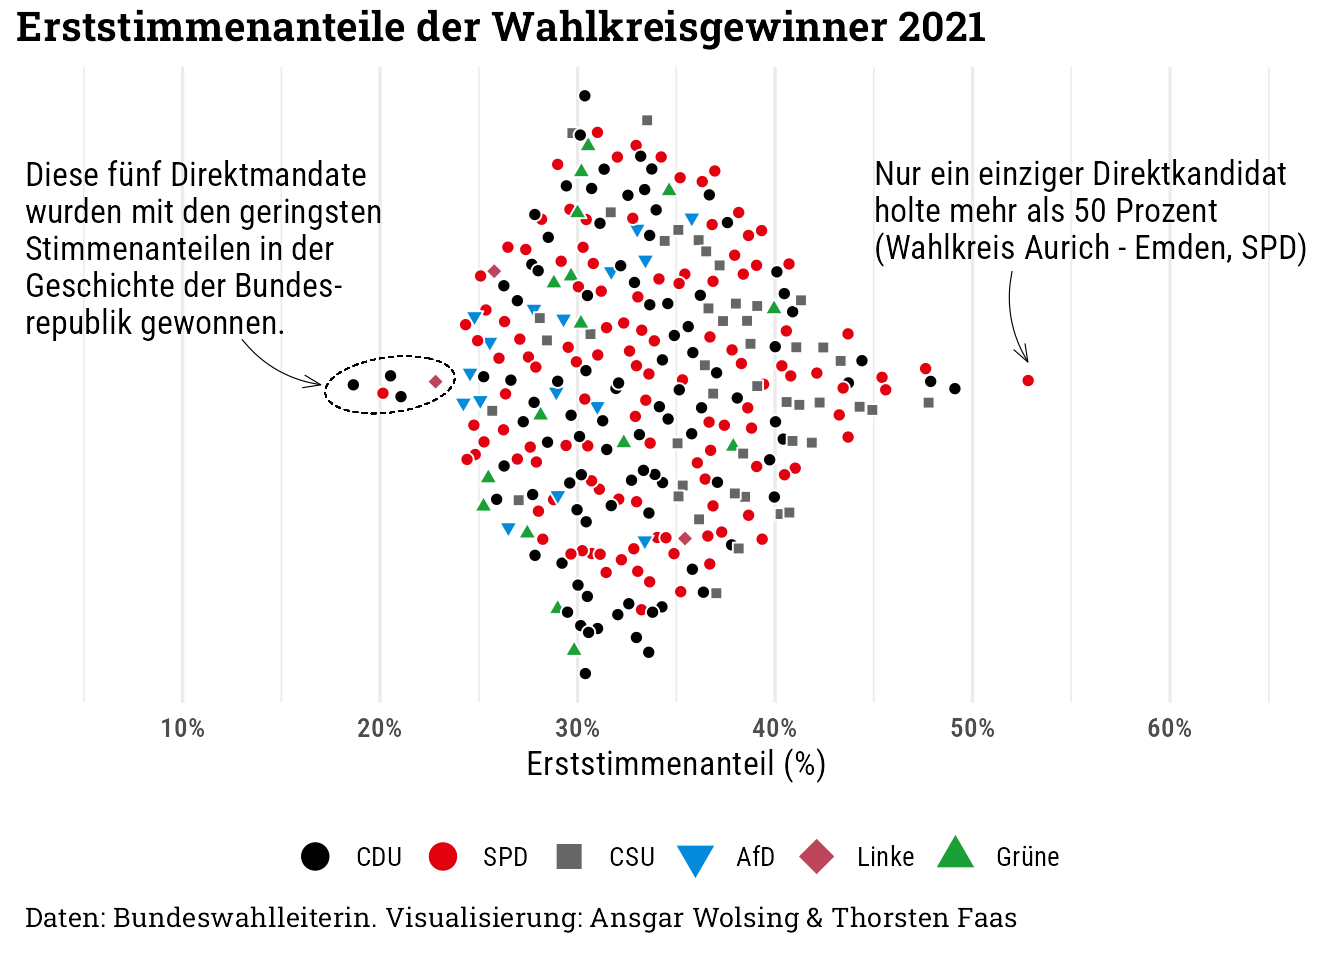 Erststimmenanteile der Wahlkreisgewinner 2021
Diese fünf Direktmandate
wurden mit den geringsten
Stimmenanteilen in der
Geschichte der Bundes-
republik gewonnen.
Nur ein einziger Direktkandidat
holte mehr als 50 Prozent
(Wahlkreis Aurich - Emden, SPD)
10% 20% 30% 40% 50% 60%
Erststimmenanteil (%)
CDU SPD CSU AfD Linke Grüne
Daten: Bundeswahlleiterin. Visualisierung: Ansgar Wolsing & Thorsten Faas